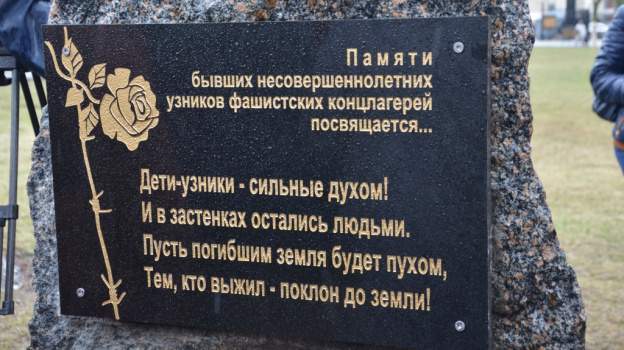 Памяти
бывших несовершеннолетних
узников фашистских концлагерей
посвящается...
Дети-узники - сильные духом!
И в застенках остались людьми.
Пусть погибшим земля будет пухом,
Тем, кто выжил - поклон до земли!